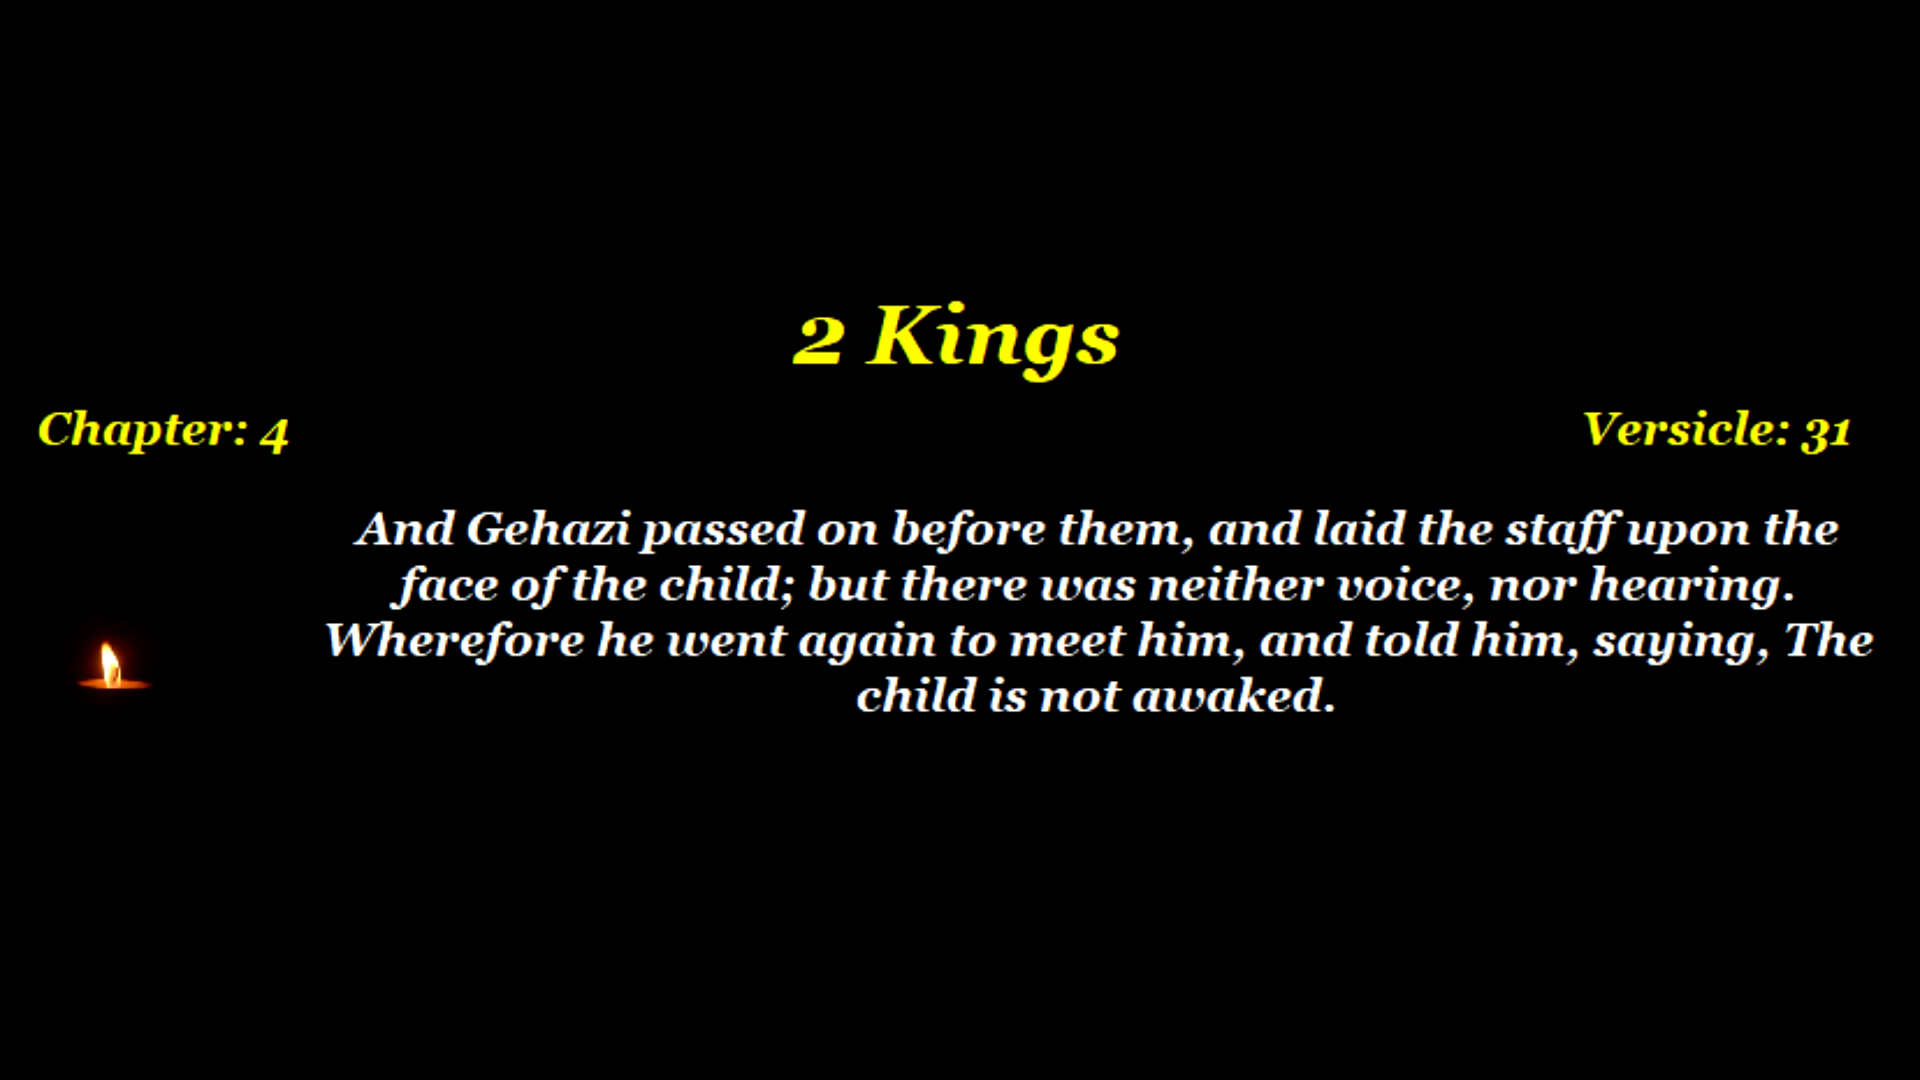 2 Kings
Chapter: 4
Versicle: 31
And Gehazi passed on before them, and laid the staff upon the
face of the child; but there was neither voice, nor hearing.
Wherefore he went again to meet him, and told him, saying, The
child is not awaked.